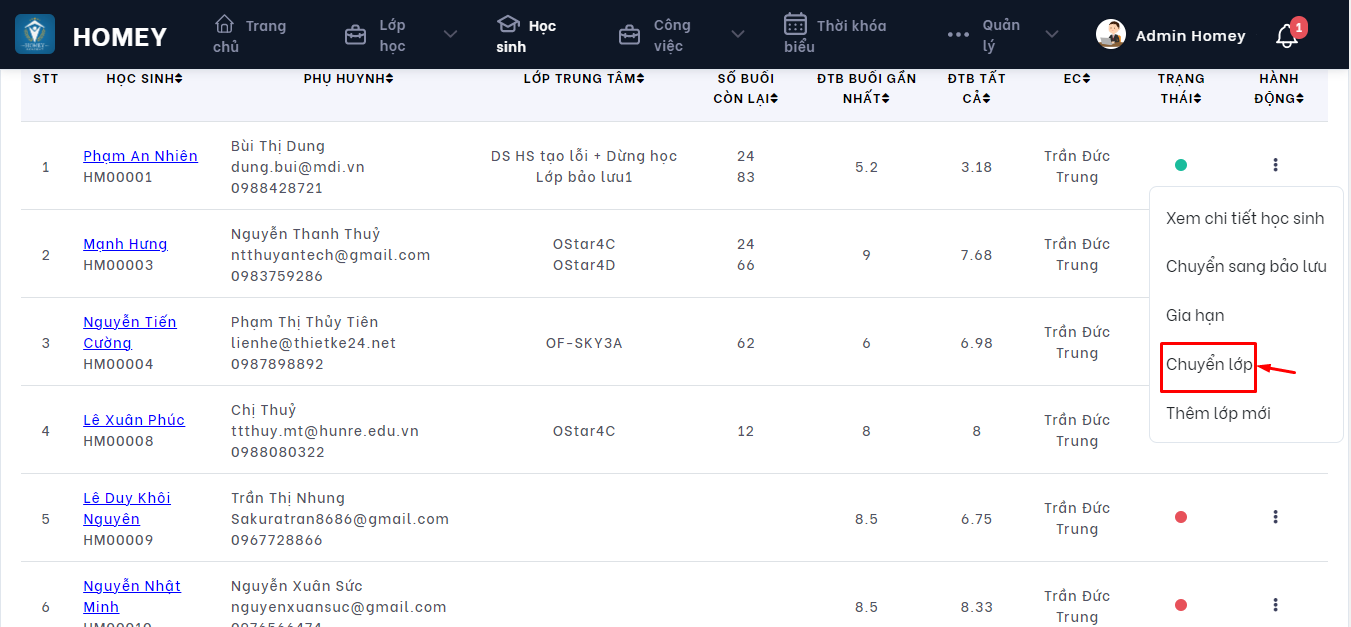 HOMEY
Trang chủ
Lớp học
Học sinh
Công việc
Thời khóa biểu
Quản lý
Admin Homey
1
STT HỌC SINH PHỤ HUYNH LỚP TRUNG TÂM SỐ BUỔI CÒN LẠI ĐTB BUỔI GẦN NHẤT ĐTB TẤT CẢ EC TRẠNG THÁI HÀNH ĐỘNG
1
Phạm An Nhiên
HM00001
Bùi Thị Dung
dung.bui@mdi.vn
0988428721
DS HS tạo lỗi + Dừng học
Lớp bảo lưu1
24
83
5.2
3.18
Trần Đức
Trung
2
Mạnh Hưng
HM00003
Nguyễn Thanh Thuỷ
ntthuyantech@gmail.com
0983759286
OStar4C
OStar4D
24
66
9
7.68
Trần Đức
Trung
3
Nguyễn Tiến
Cường
HM00004
Phạm Thị Thủy Tiên
lienhe@thietke24.net
0987898892
OF-SKY3A
62
6
6.98
Trần Đức
Trung
4
Lê Xuân Phúc
HM00008
Chị Thuỷ
ttthuy.mt@hunre.edu.vn
0988080322
OStar4C
12
8
8
Trần Đức
Trung
5
Lê Duy Khôi
Nguyên
HM00009
Trần Thị Nhung
Sakuratran8686@gmail.com
0967728866
8.5
6.75
Trần Đức
Trung
6
Nguyễn Nhật
Minh
Nguyễn Xuân Sức
nguyenxuansuc@gmail.com
8.5
8.33
Trần Đức
Trung
Xem chi tiết học sinh
Chuyển sang bảo lưu
Gia hạn
Chuyển lớp
Thêm lớp mới